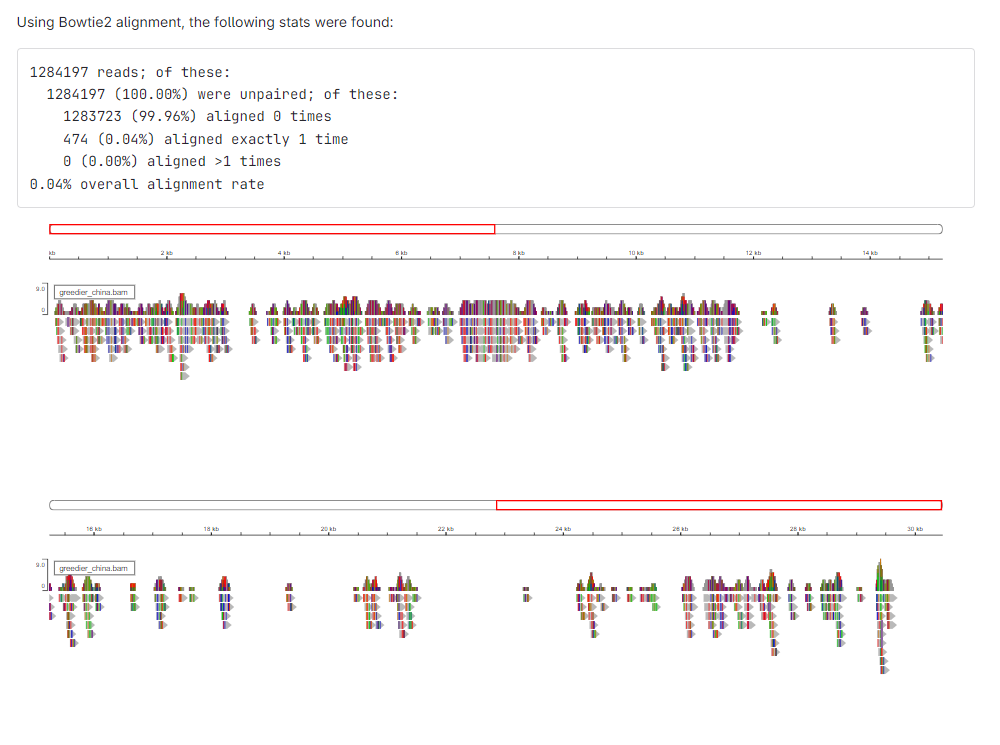 Using Bowtie2 alignment, the following stats were found:
1284197 reads; of these:
1284197 (100.00%) were unpaired; of these:
1283723 (99.96%) aligned 0 times
474 (0.04%) aligned exactly 1 time
0 (0.00%) aligned >1 times
0.04% overall alignment rate
kb 2 kb 4 kb 6 kb 8 kb 10 kb 12 kb 14 kb
9.0
greedier_china.bam
0
16 kb 18 kb 20 kb 22 kb 24 kb 26 kb 28 kb 30 kb
9.0
greedier_china.bam
0